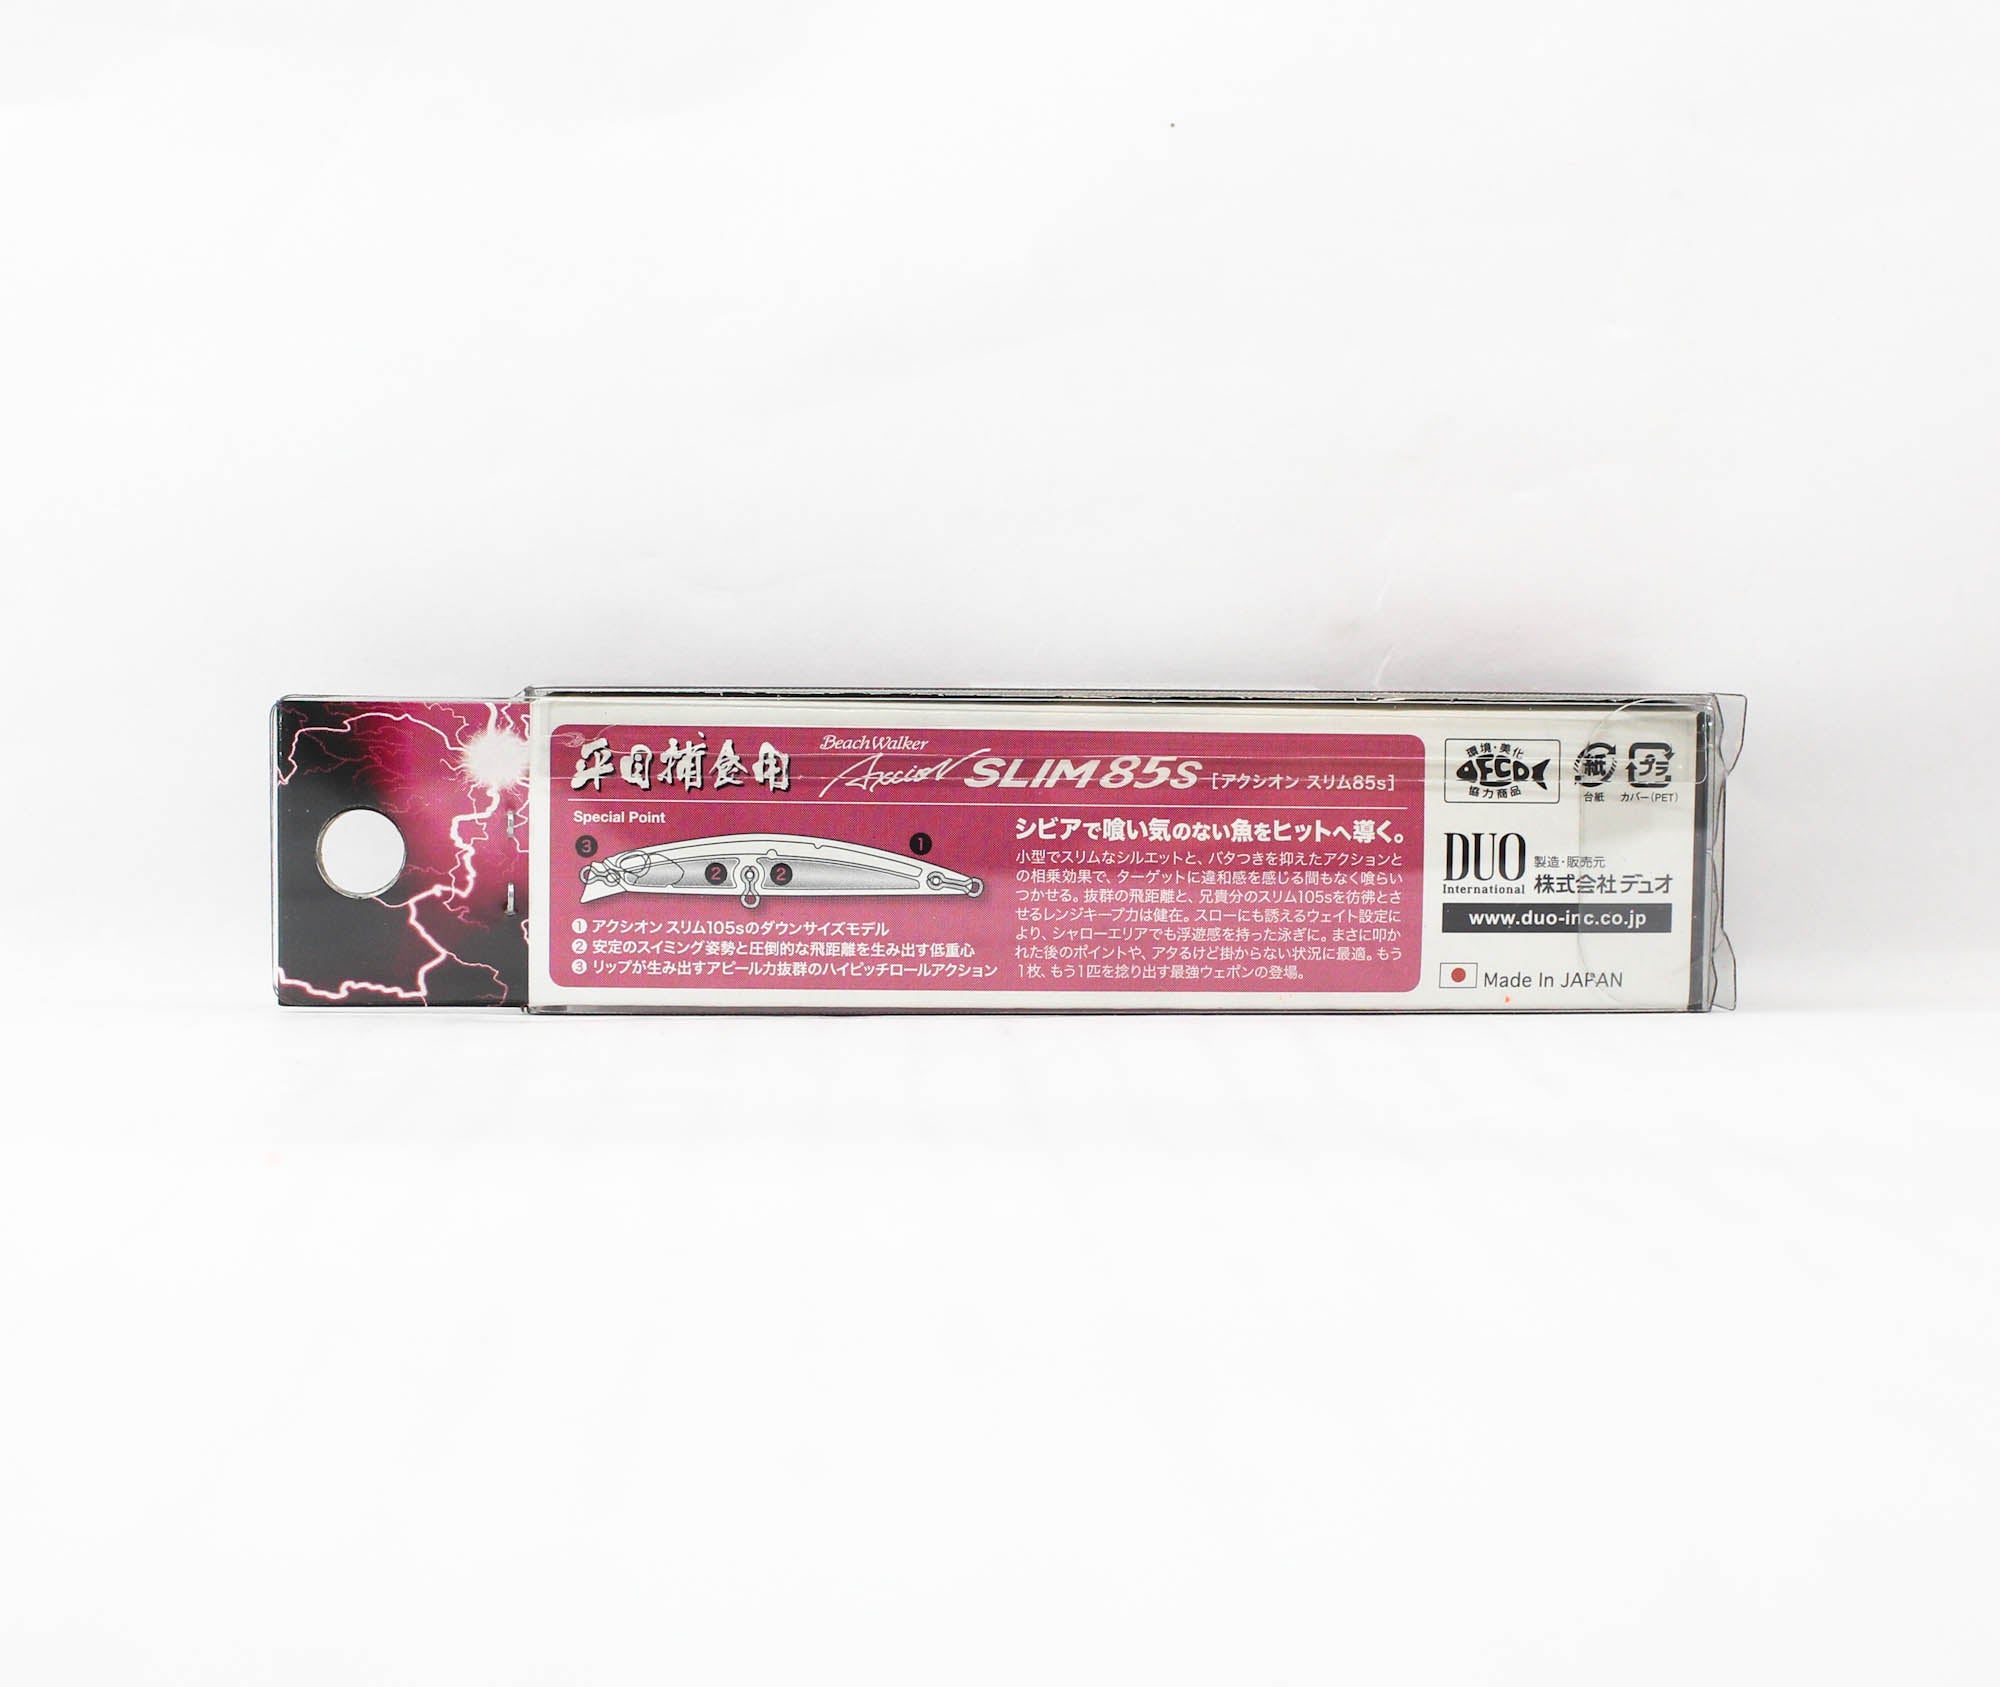 平目捕食用
Beach Walker
Axcion SLIM 85S [アクシオン スリム85s]
Special Point
3
1
2 2
❶ アクシオン スリム105sのダウンサイズモデル
❷ 安定のスイミング姿勢と圧倒的な飛距離を生み出す低重心
❸ リップが生み出すアピール力抜群のハイピッチロールアクション
シビアで喰い気のない魚をヒットへ導く。
小型でスリムなシルエットと、バタつきを抑えたアクションと
の相乗効果で、ターゲットに違和感を感じる間もなく喰らい
つかせる。抜群の飛距離と、兄貴分のスリム105sを彷彿とさ
せるレンジキープ力は健在。スローにも誘えるウェイト設定に
より、シャローエリアでも浮遊感を持った泳ぎに。まさに叩か
れた後のポイントや、アタるけど掛からない状況に最適。もう
1枚、もう1匹を捻り出す最強ウェポンの登場。
環境・美化
AFCO
協力商品
紙
台紙
プラ
カバー(PET)
DUO
International
製造・販売元
株式会社デュオ
www.duo-inc.co.jp
Made In JAPAN